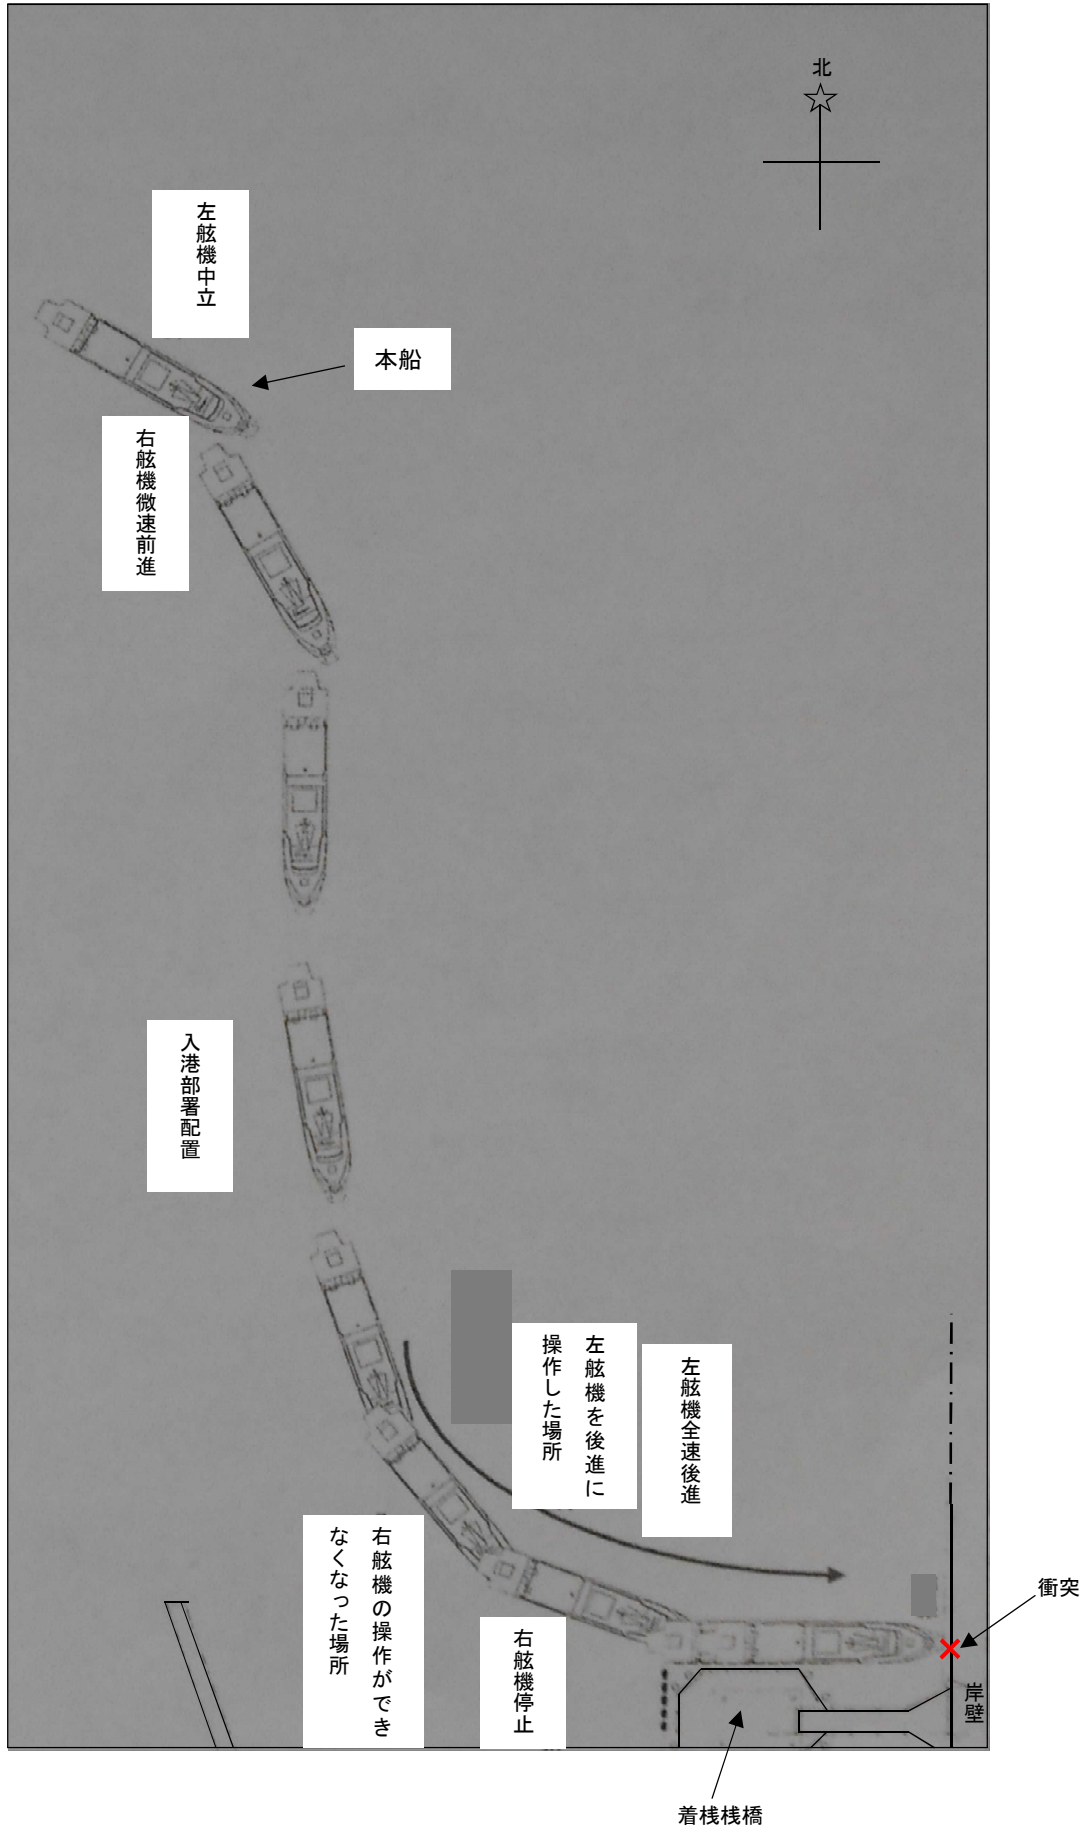 北
左舷機中立
本船
右舷機微速前進
入港部署配置
左舷機を後進に
操作した場所
左舷機全速後進
右舷機の操作ができ
なくなった場所
右舷機停止
衝突
岸壁
着桟桟橋